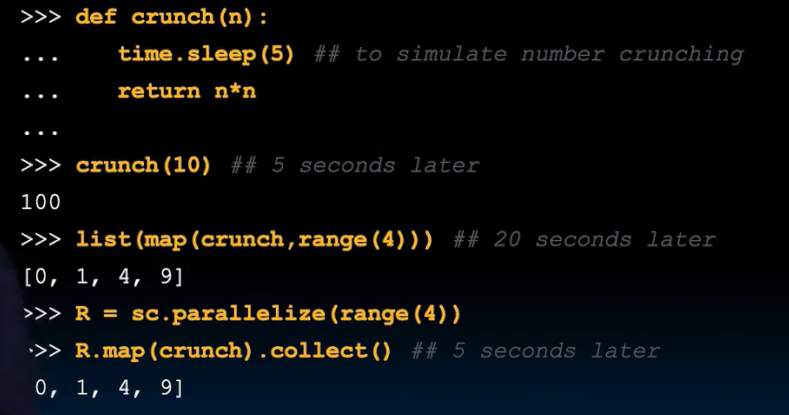 >>> def crunch(n):
...    time.sleep(5) ## to simulate number crunching
...    return n*n
...
>>> crunch(10) ## 5 seconds later
100
>>> list(map(crunch,range(4))) ## 20 seconds later
[0, 1, 4, 9]
>>> R = sc.parallelize(range(4))
>>> R.map(crunch).collect() ## 5 seconds later
0, 1, 4, 9]